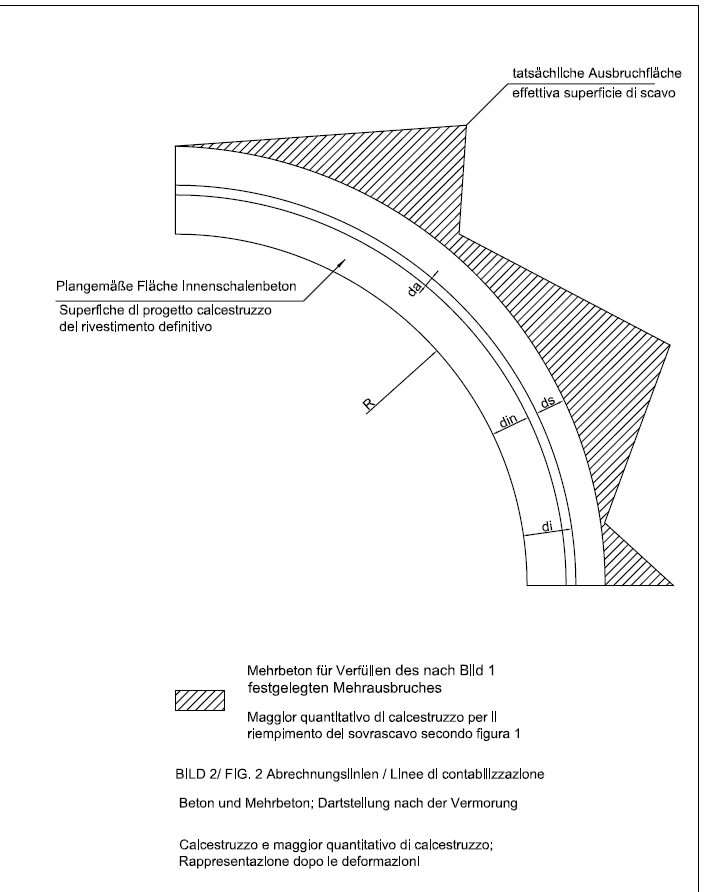 tatsächliche Ausbruchfläche
effettiva superficie di scavo
Plangemäße Fläche Innenschalenbeton
Superfiche di progetto calcestruzzo
del rivestimento definitivo
da
R
ds
din
di
Mehrbeton für Verfüllen des nach Bild 1
festgelegten Mehrausbruches
Maggior quantitativo di calcestruzzo per il
riempimento del sovrascavo secondo figura 1
BILD 2/ FIG. 2 Abrechnungslinien / Linee di contabilizzazione
Beton und Mehrbeton; Dartstellung nach der Vermorung
Calcestruzzo e maggior quantitativo di calcestruzzo;
Rappresentazione dopo le deformazioni